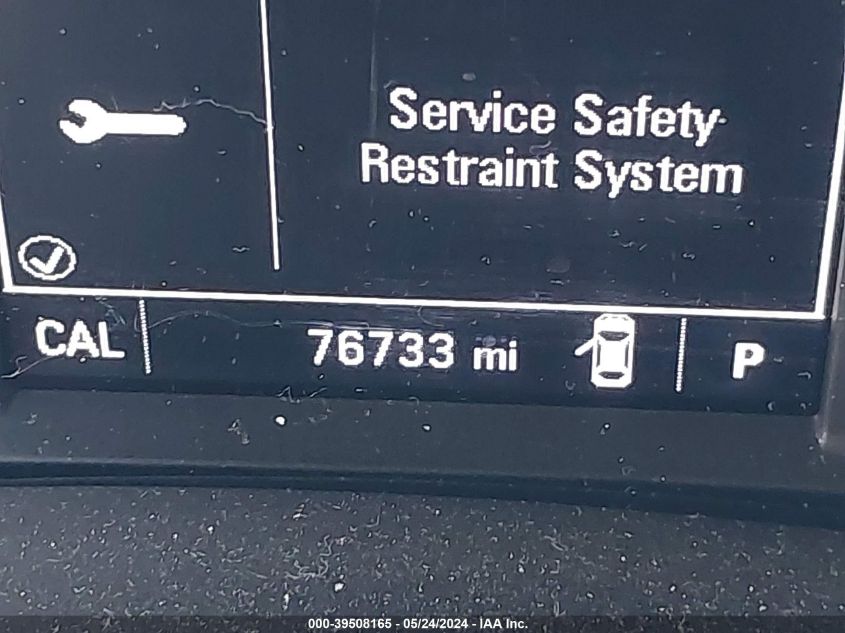 Service Safety
Restraint System
CAL 76733 mi P
000-39508165 - 05/24/2024 - IAA Inc.